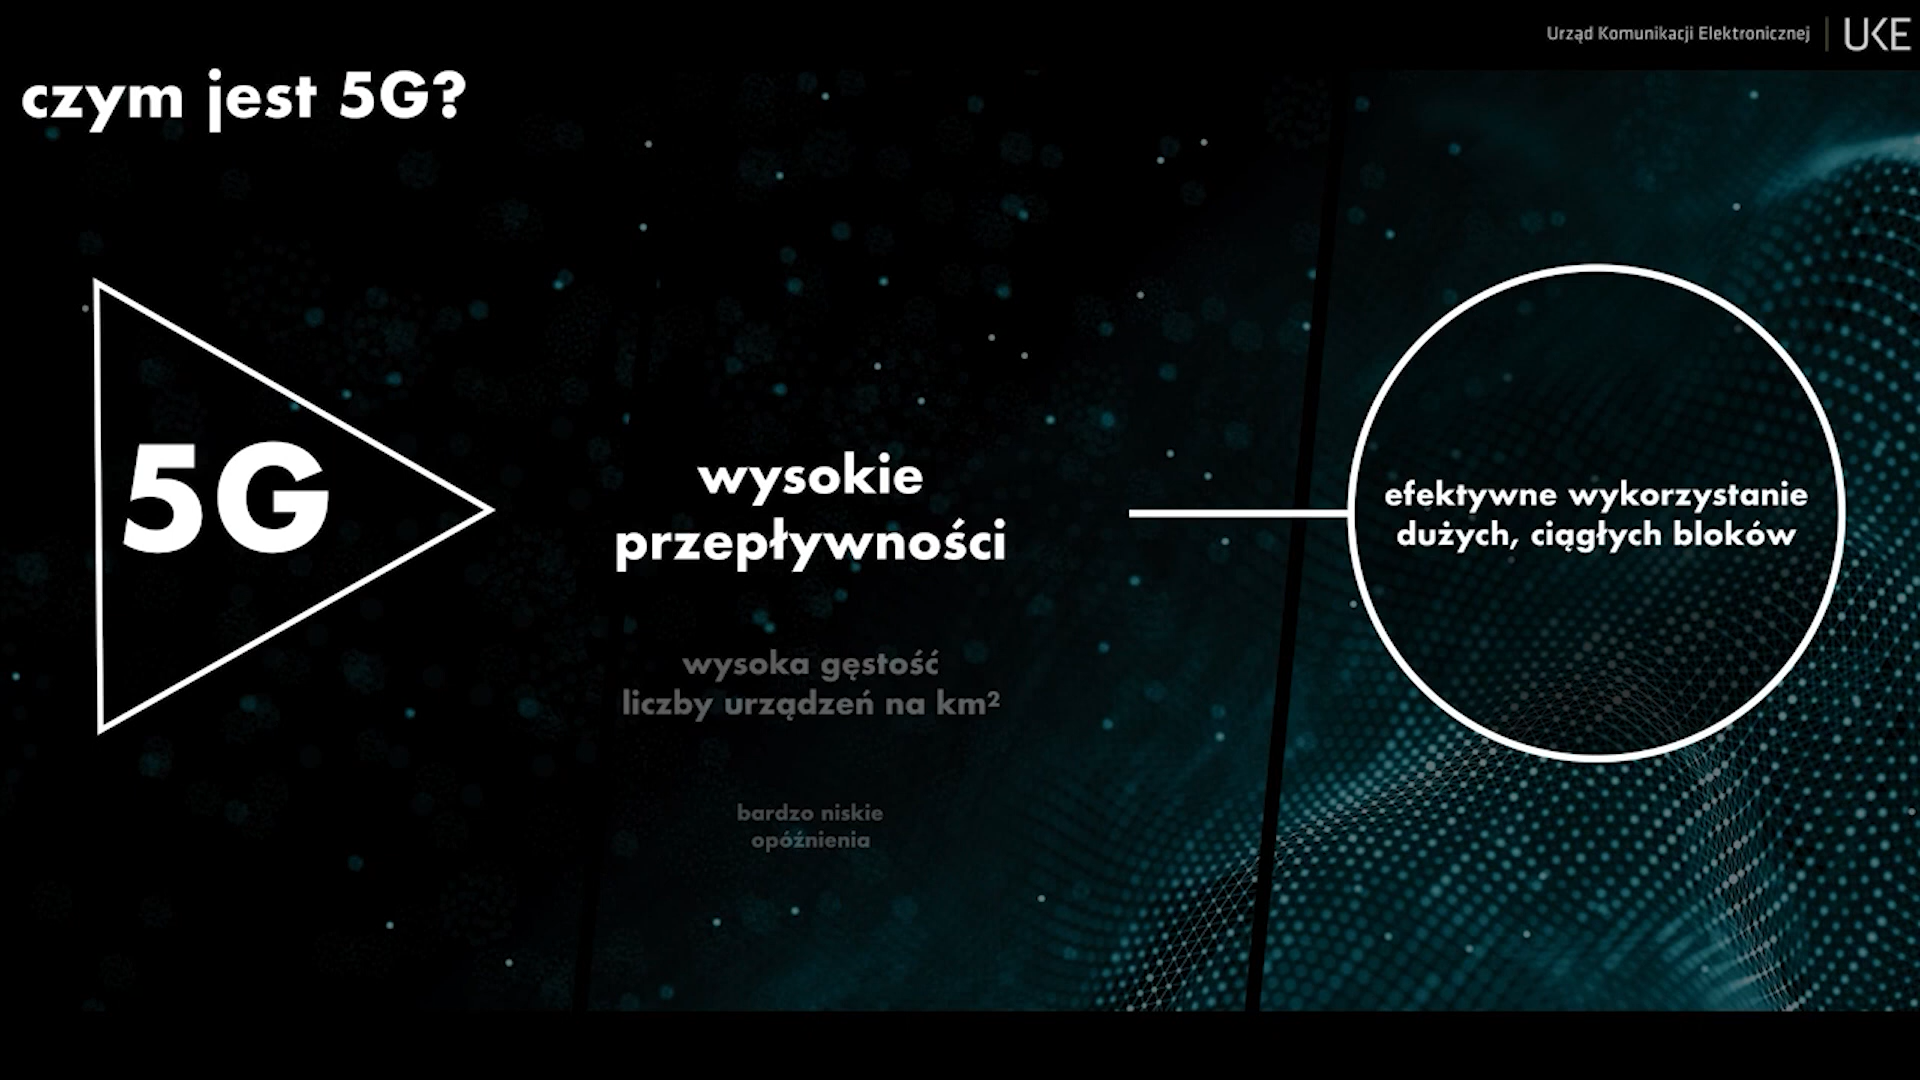 Urząd Komunikacji Elektronicznej UKE
czym jest 5G?
5G
wysokie
przepływności
wysoka gęstość
liczby urządzeń na km²
bardzo niskie
opóźnienia
efektywne wykorzystanie
dużych, ciągłych bloków